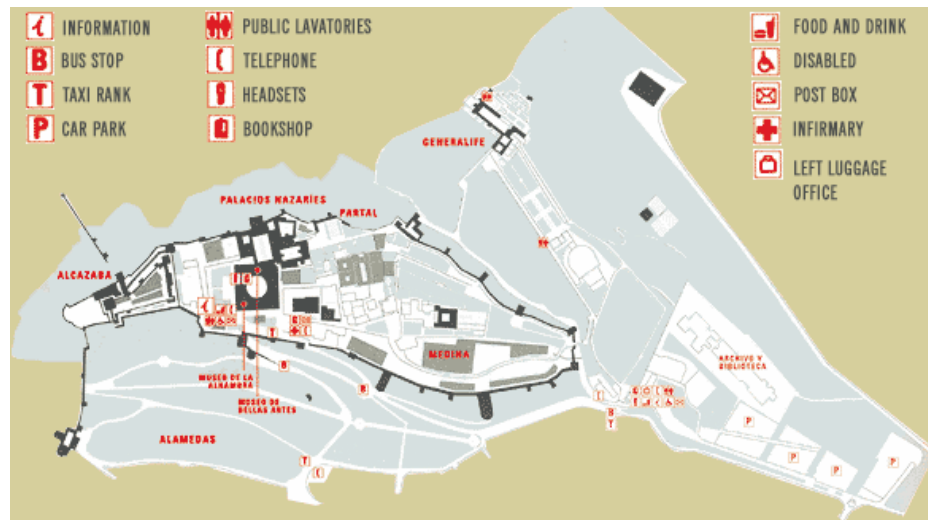 INFORMATION
B BUS STOP
T TAXI RANK
P CAR PARK
PUBLIC LAVATORIES
TELEPHONE
HEADSETS
BOOKSHOP
FOOD AND DRINK
DISABLED
POST BOX
INFIRMARY
LEFT LUGGAGE
OFFICE
GENERALIFE
PALACIOS NAZARÍES
PARTAL
ALCAZABA
MEDINA
MUSEO DE LA
ALHAMBRA
MUSEO DE
BELLAS ARTES
ARCHIVO Y
BIBLIOTECA
ALAMEDAS
T
B
B
B
T
T
P
P
P
P